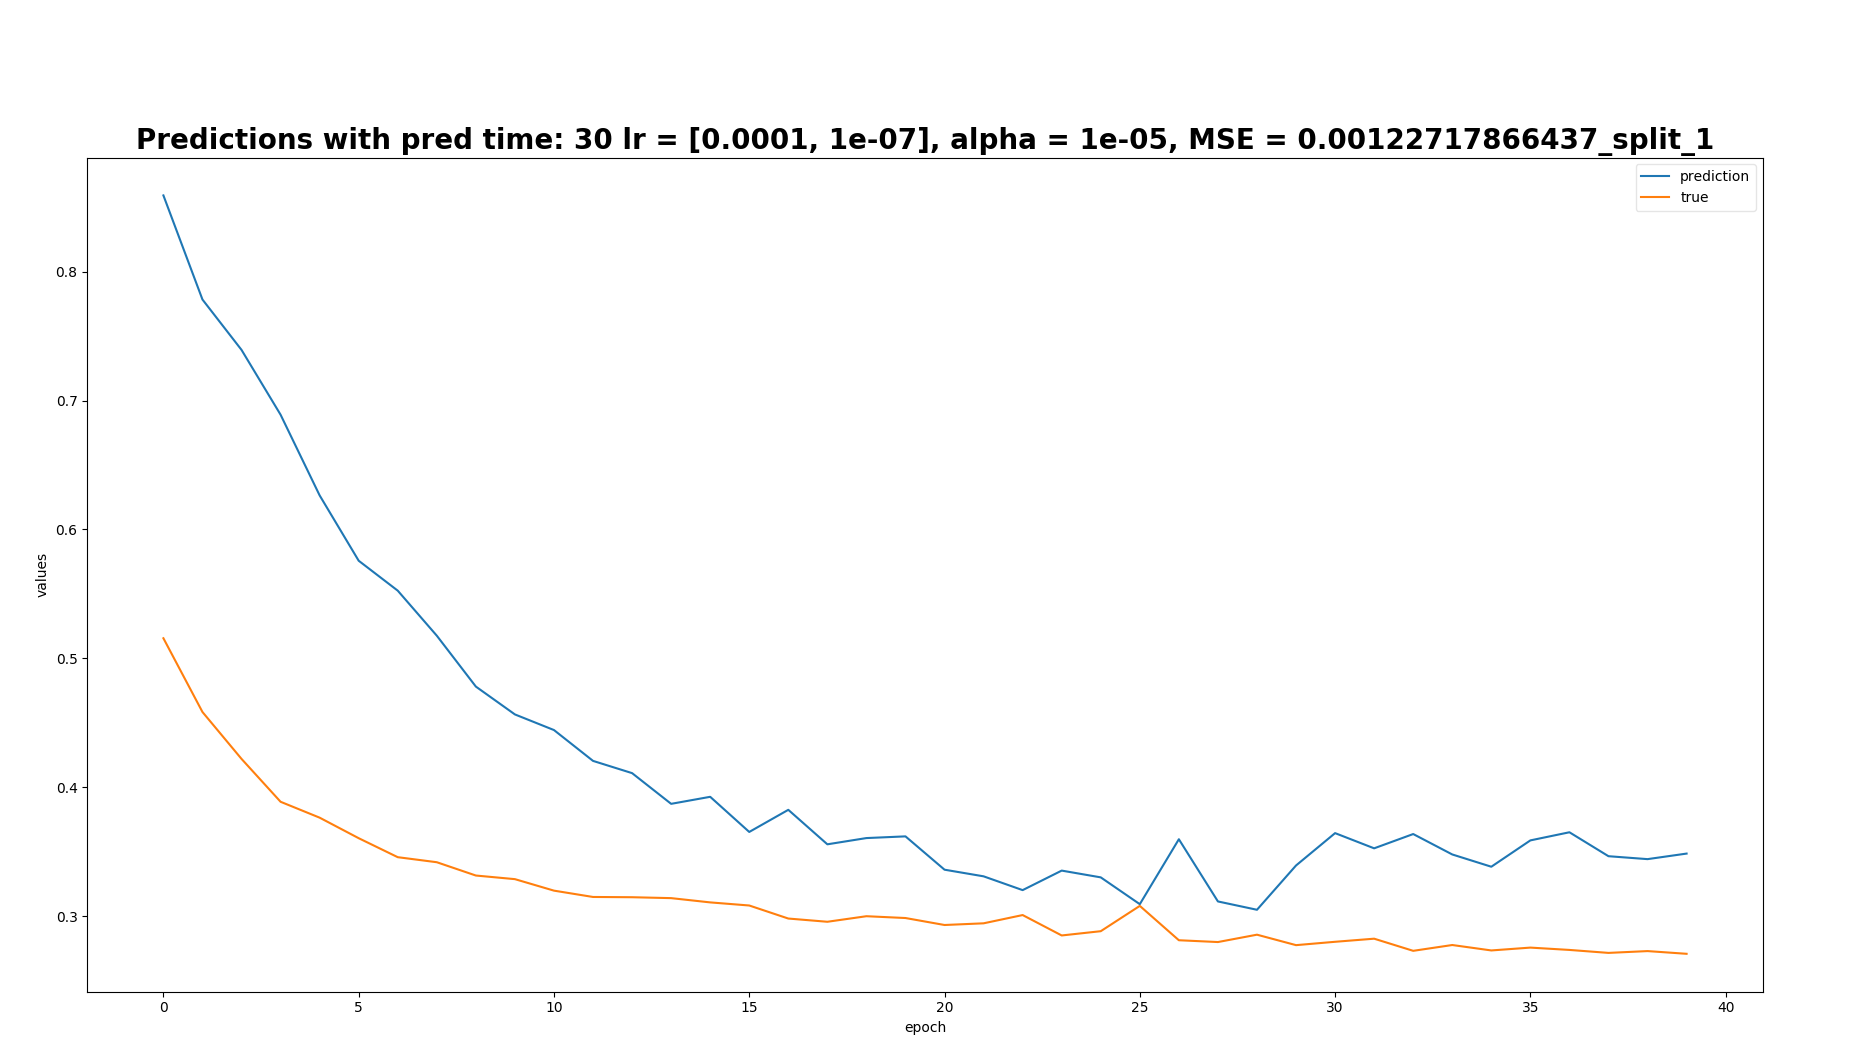 Predictions with pred time: 30 lr = [0.0001, 1e-07], alpha = 1e-05, MSE = 0.00122717866437_split_1
prediction
true
values
0.8
0.7
0.6
0.5
0.4
0.3
0 5 10 15 20 25 30 35 40
epoch